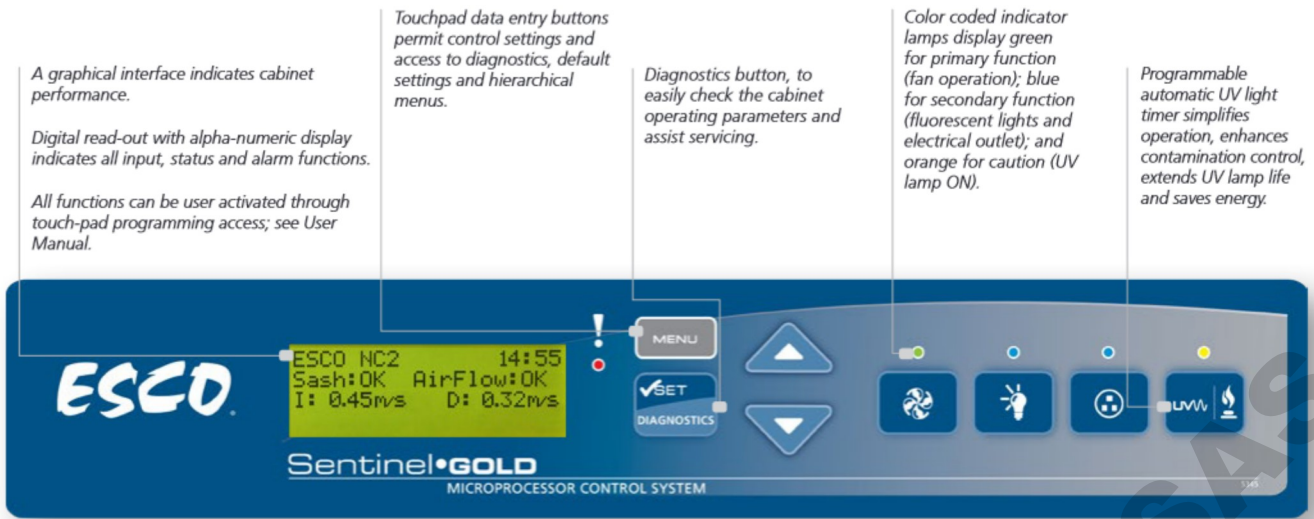 A graphical interface indicates cabinet
performance.
Digital read-out with alpha-numeric display
indicates all input, status and alarm functions.
All functions can be user activated through
touch-pad programming access; see User
Manual.
Touchpad data entry buttons
permit control settings and
access to diagnostics, default
settings and hierarchical
menus.
Diagnostics button, to
easily check the cabinet
operating parameters and
assist servicing.
Color coded indicator
lamps display green
for primary function
(fan operation); blue
for secondary function
(fluorescent lights and
electrical outlet); and
orange for caution (UV
lamp ON).
Programmable
automatic UV light
timer simplifies
operation, enhances
contamination control,
extends UV lamp life
and saves energy.
ESCO
ESCO NC2 14:55
Sash:OK AirFlow:OK
I: 0.45m/s D: 0.32m/s
!
MENU
SET
DIAGNOSTICS
UV
Sentinel•GOLD
MICROPROCESSOR CONTROL SYSTEM